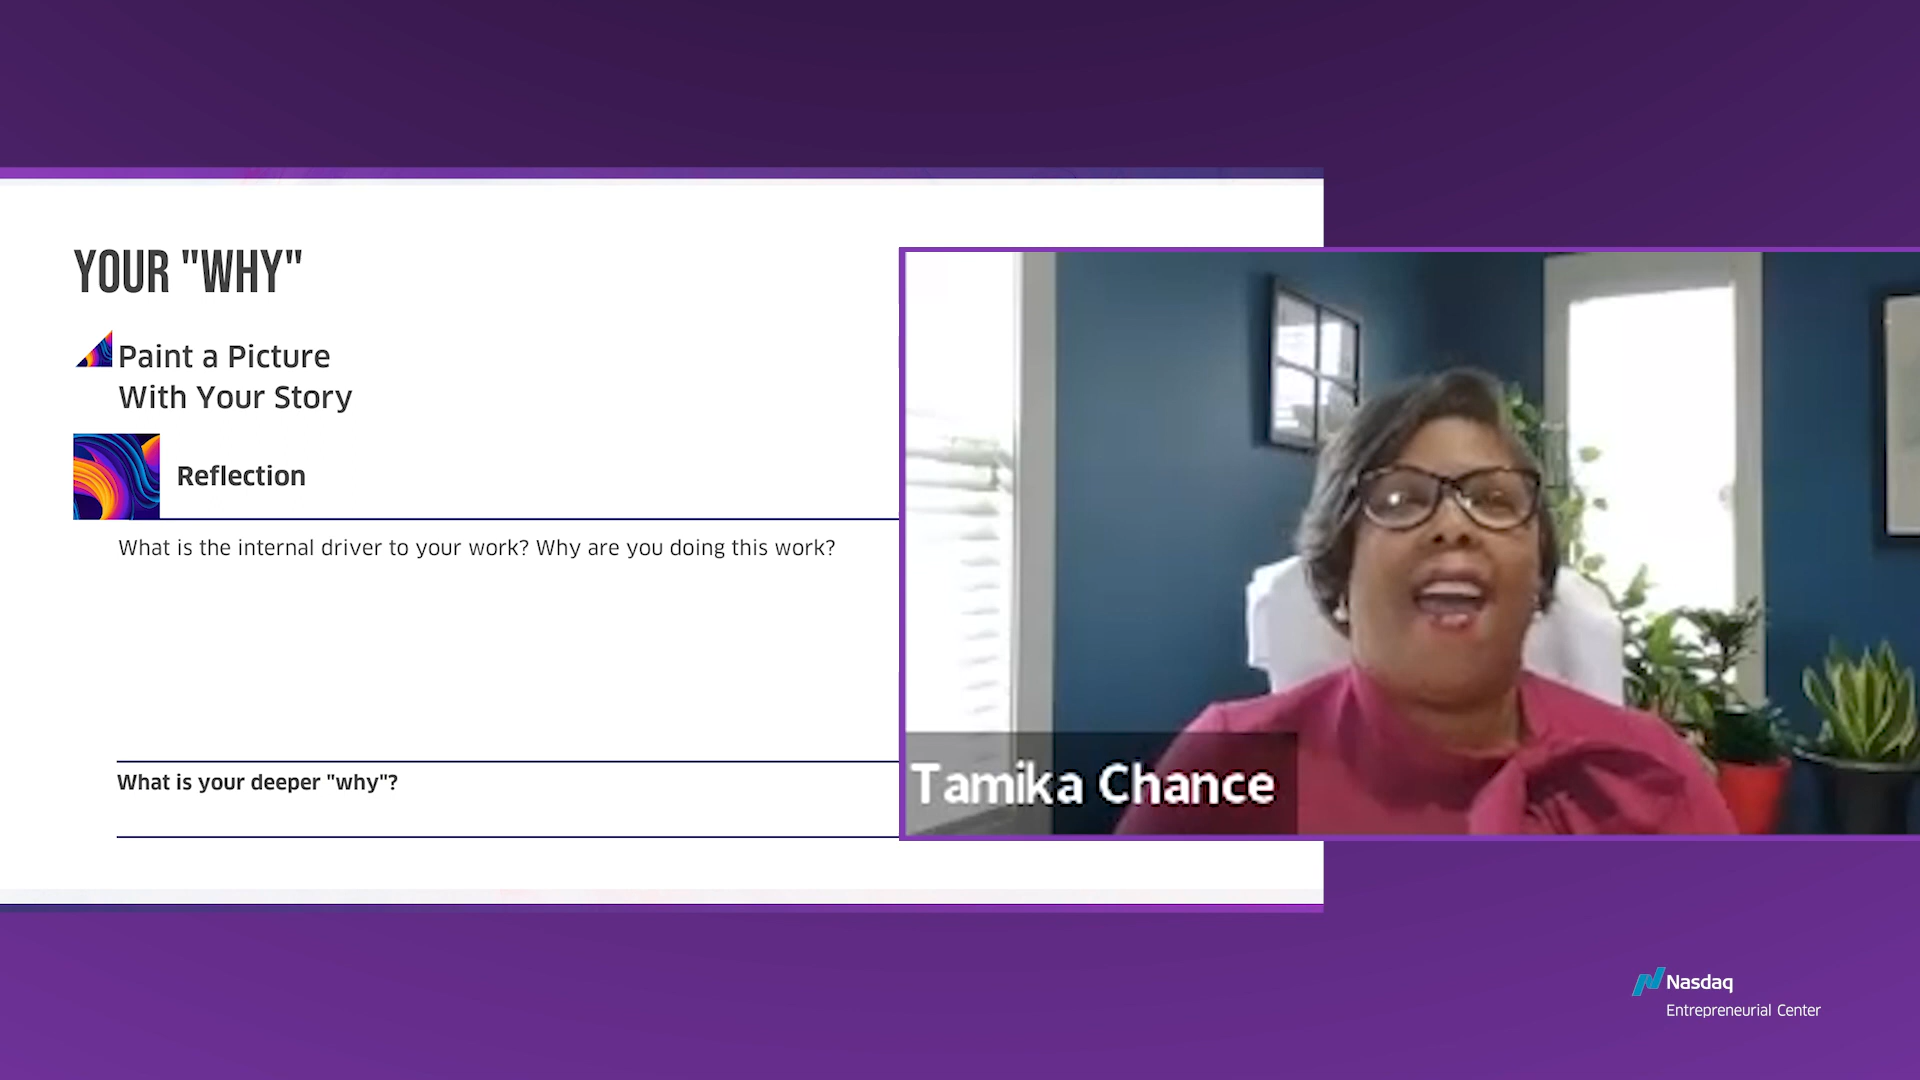 YOUR "WHY"
Paint a Picture
With Your Story
Reflection
What is the internal driver to your work? Why are you doing this work?
What is your deeper "why"?
Tamika Chance
Nasdaq
Entrepreneurial Center